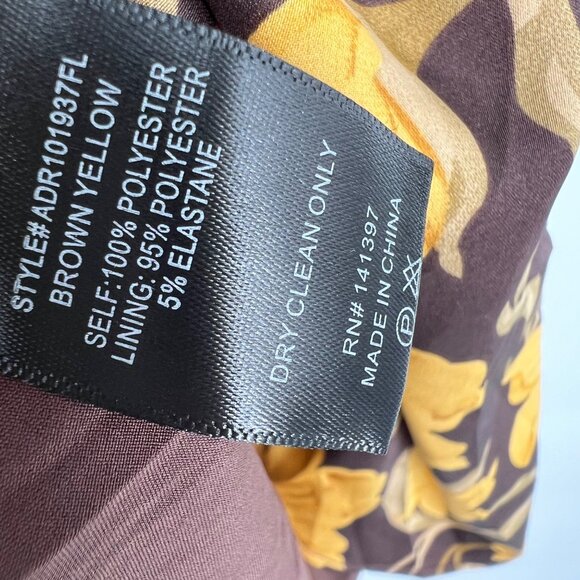 STYLE# ADR101937FL
BROWN YELLOW
SELF:100% POLYESTER
LINING: 95% POLYESTER
5% ELASTANE
DRY CLEAN ONLY
RN# 141397
MADE IN CHINA
P